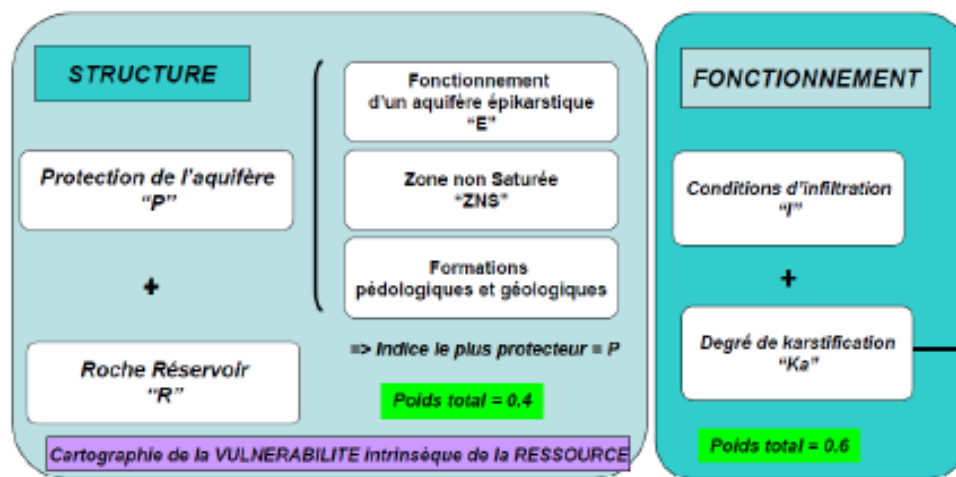 STRUCTURE
Protection de l'aquifère
"P"
+
Roche Réservoir
"R"
Fonctionnement
d'un aquifère épikarstique
"E"
Zone non Saturée
"ZNS"
Formations
pédologiques et géologiques
=> Indice le plus protecteur = P
Poids total = 0.4
Cartographie de la VULNERABILITE intrinsèque de la RESSOURCE
FONCTIONNEMENT
Conditions d'infiltration
"I"
+
Degré de karstification
"Ka"
Poids total = 0.6